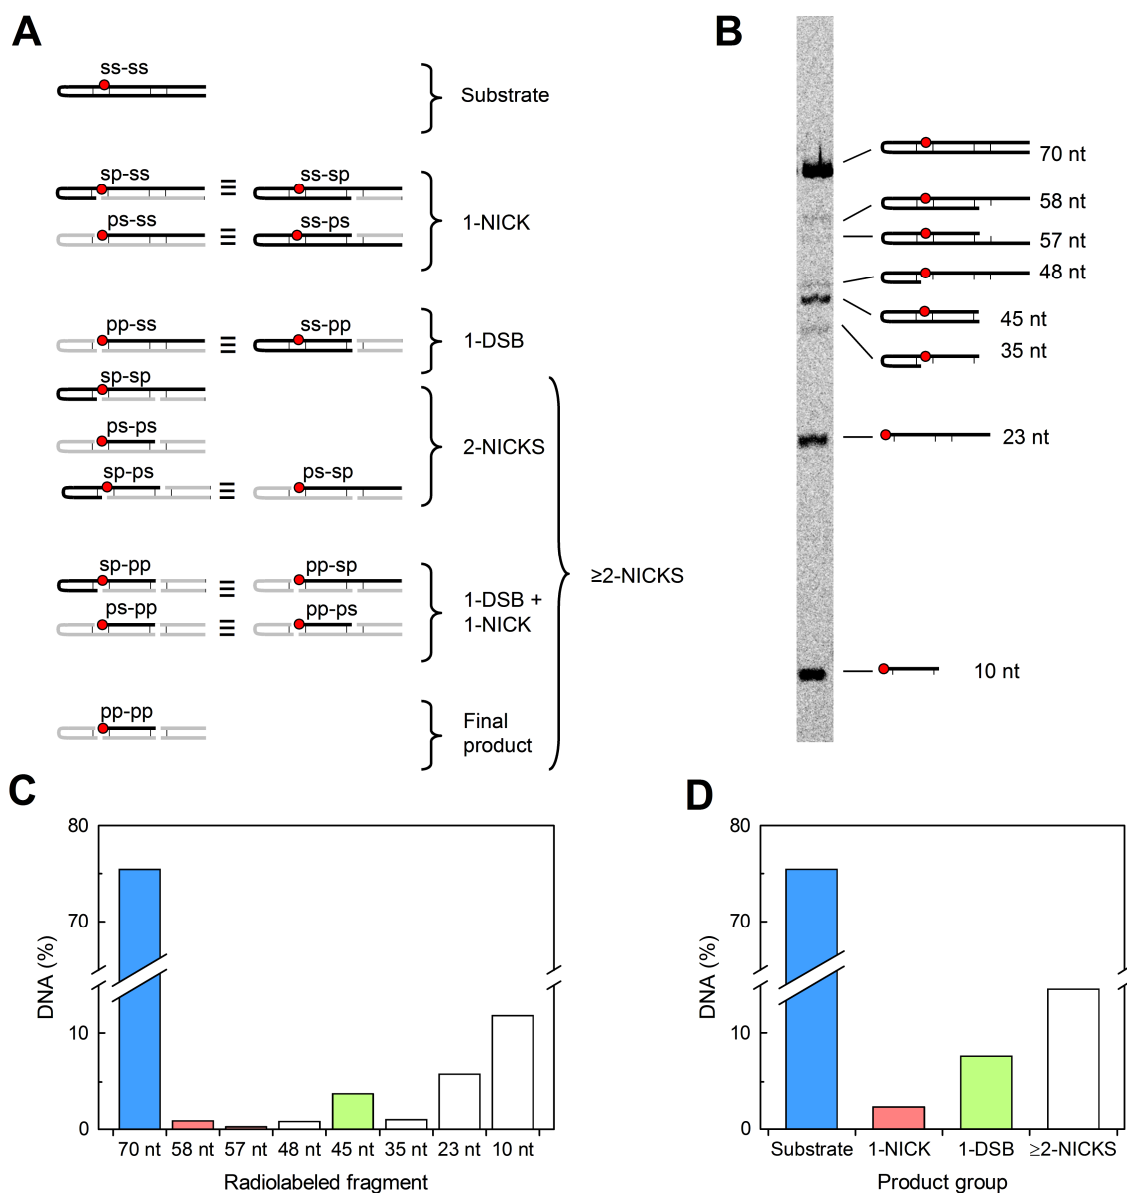 A
ss-ss
Substrate
sp-ss
ss-sp
ps-ss
ss-ps
1-NICK
pp-ss
ss-pp
1-DSB
sp-sp
ps-ps
sp-ps
ps-sp
2-NICKS
sp-pp
pp-sp
ps-pp
pp-ps
1-DSB +
1-NICK
≥2-NICKS
pp-pp
Final
product
B
70 nt
58 nt
57 nt
48 nt
45 nt
35 nt
23 nt
10 nt
C
80
70
10
0
DNA (%)
70 nt 58 nt 57 nt 48 nt 45 nt 35 nt 23 nt 10 nt
Radiolabeled fragment
D
80
70
10
0
DNA (%)
Substrate 1-NICK 1-DSB ≥2-NICKS
Product group